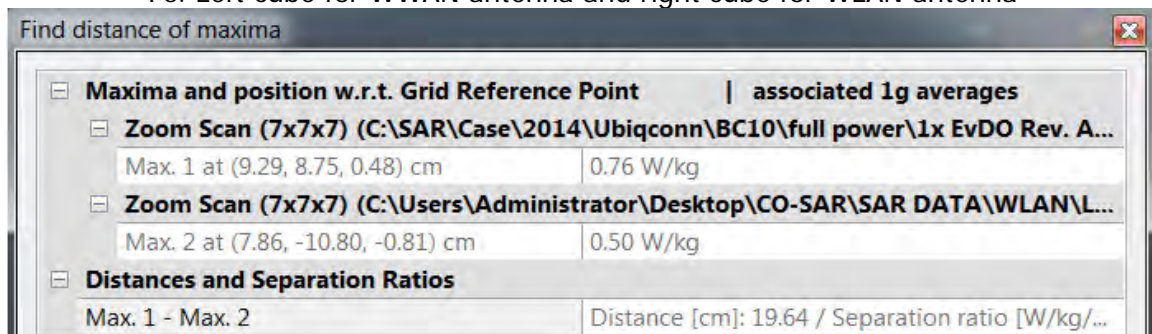 For Left cube for WWAN antenna and right cube for WLAN antenna
Find distance of maxima
Maxima and position w.r.t. Grid Reference Point | associated 1g averages
Zoom Scan (7x7x7) (C:\SAR\Case\2014\Ubiqconn\BC10\full power\1x EvDO Rev. A...
Max. 1 at (9.29, 8.75, 0.48) cm 0.76 W/kg
Zoom Scan (7x7x7) (C:\Users\Administrator\Desktop\CO-SAR\SAR DATA\WLAN\L...
Max. 2 at (7.86, -10.80, -0.81) cm 0.50 W/kg
Distances and Separation Ratios
Max. 1 - Max. 2 Distance [cm]: 19.64 / Separation ratio [W/kg/...